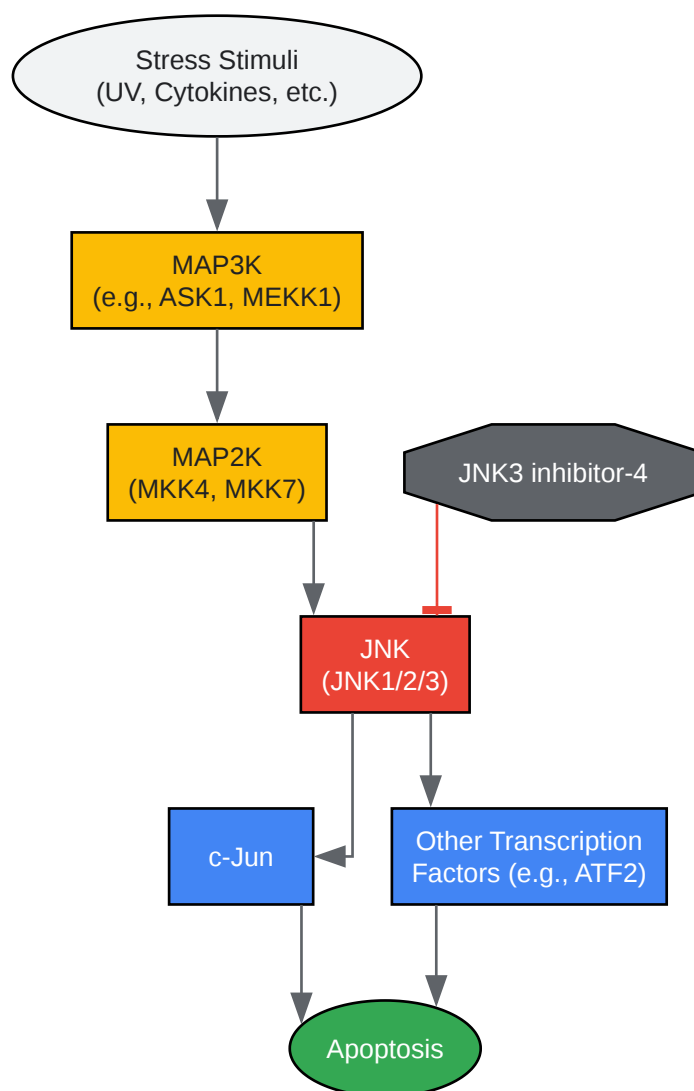 Stress Stimuli
(UV, Cytokines, etc.)
MAP3K
(e.g., ASK1, MEKK1)
MAP2K
(MKK4, MKK7)
JNK3 inhibitor-4
JNK
(JNK1/2/3)
c-Jun
Other Transcription
Factors (e.g., ATF2)
Apoptosis